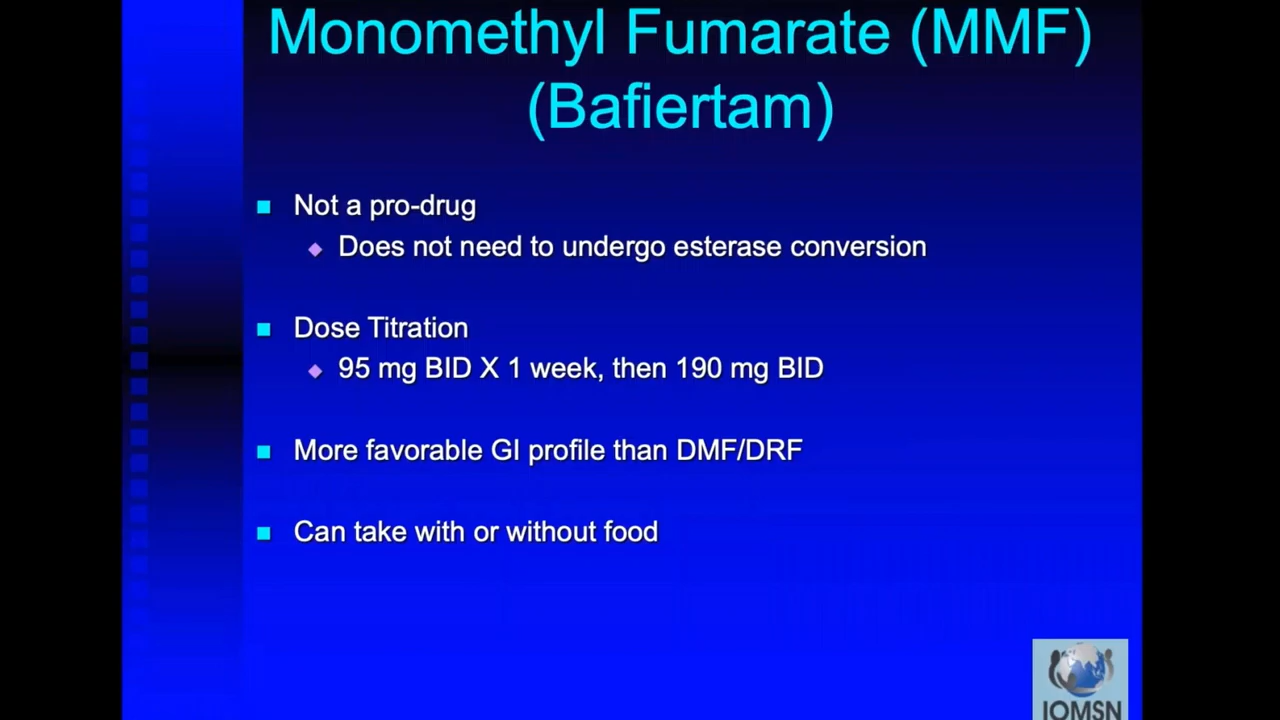 Monomethyl Fumarate (MMF)
(Bafiertam)
Not a pro-drug
Does not need to undergo esterase conversion
Dose Titration
95 mg BID X 1 week, then 190 mg BID
More favorable GI profile than DMF/DRF
Can take with or without food
IOMSN